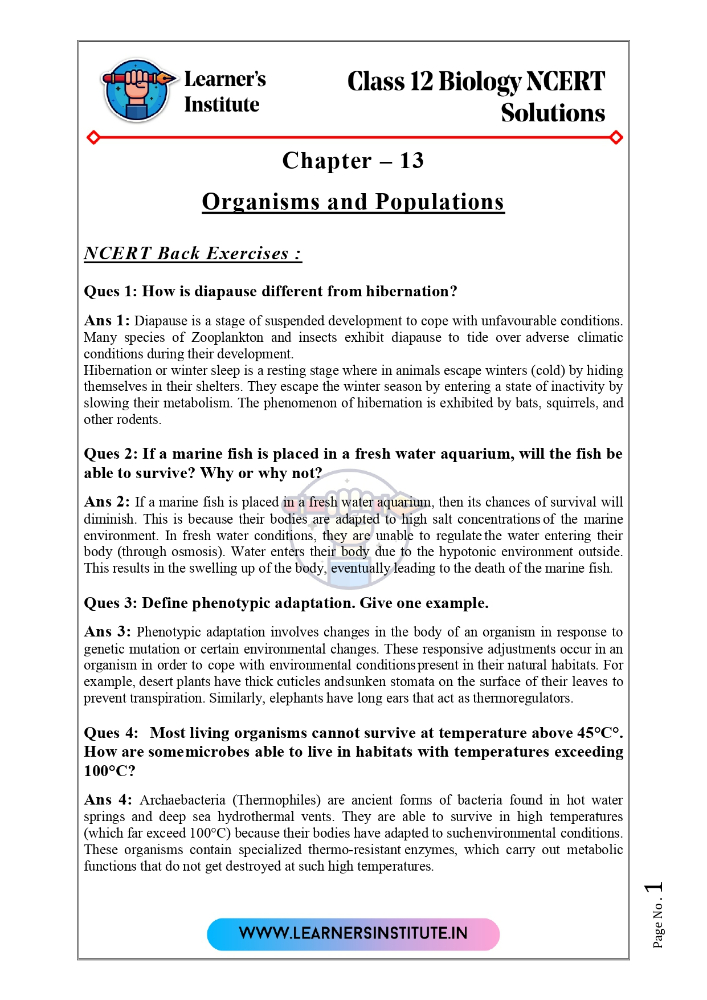 Learner's
Institute
Class 12 Biology NCERT
Solutions
Chapter – 13
Organisms and Populations
NCERT Back Exercises :
Ques 1: How is diapause different from hibernation?
Ans 1: Diapause is a stage of suspended development to cope with unfavourable conditions.
Many species of Zooplankton and insects exhibit diapause to tide over adverse climatic
conditions during their development.
Hibernation or winter sleep is a resting stage where in animals escape winters (cold) by hiding
themselves in their shelters. They escape the winter season by entering a state of inactivity by
slowing their metabolism. The phenomenon of hibernation is exhibited by bats, squirrels, and
other rodents.
Ques 2: If a marine fish is placed in a fresh water aquarium, will the fish be
able to survive? Why or why not?
Ans 2: If a marine fish is placed in a fresh water aquarium, then its chances of survival will
diminish. This is because their bodies are adapted to high salt concentrations of the marine
environment. In fresh water conditions, they are unable to regulate the water entering their
body (through osmosis). Water enters their body due to the hypotonic environment outside.
This results in the swelling up of the body, eventually leading to the death of the marine fish.
Ques 3: Define phenotypic adaptation. Give one example.
Ans 3: Phenotypic adaptation involves changes in the body of an organism in response to
genetic mutation or certain environmental changes. These responsive adjustments occur in an
organism in order to cope with environmental conditions present in their natural habitats. For
example, desert plants have thick cuticles and sunken stomata on the surface of their leaves to
prevent transpiration. Similarly, elephants have long ears that act as thermoregulators.
Ques 4: Most living organisms cannot survive at temperature above 45°C°.
How are some microbes able to live in habitats with temperatures exceeding
100°C?
Ans 4: Archaebacteria (Thermophiles) are ancient forms of bacteria found in hot water
springs and deep sea hydrothermal vents. They are able to survive in high temperatures
(which far exceed 100°C) because their bodies have adapted to such environmental conditions.
These organisms contain specialized thermo-resistant enzymes, which carry out metabolic
functions that do not get destroyed at such high temperatures.
Page No. 1
WWW.LEARNERSINSTITUTE.IN